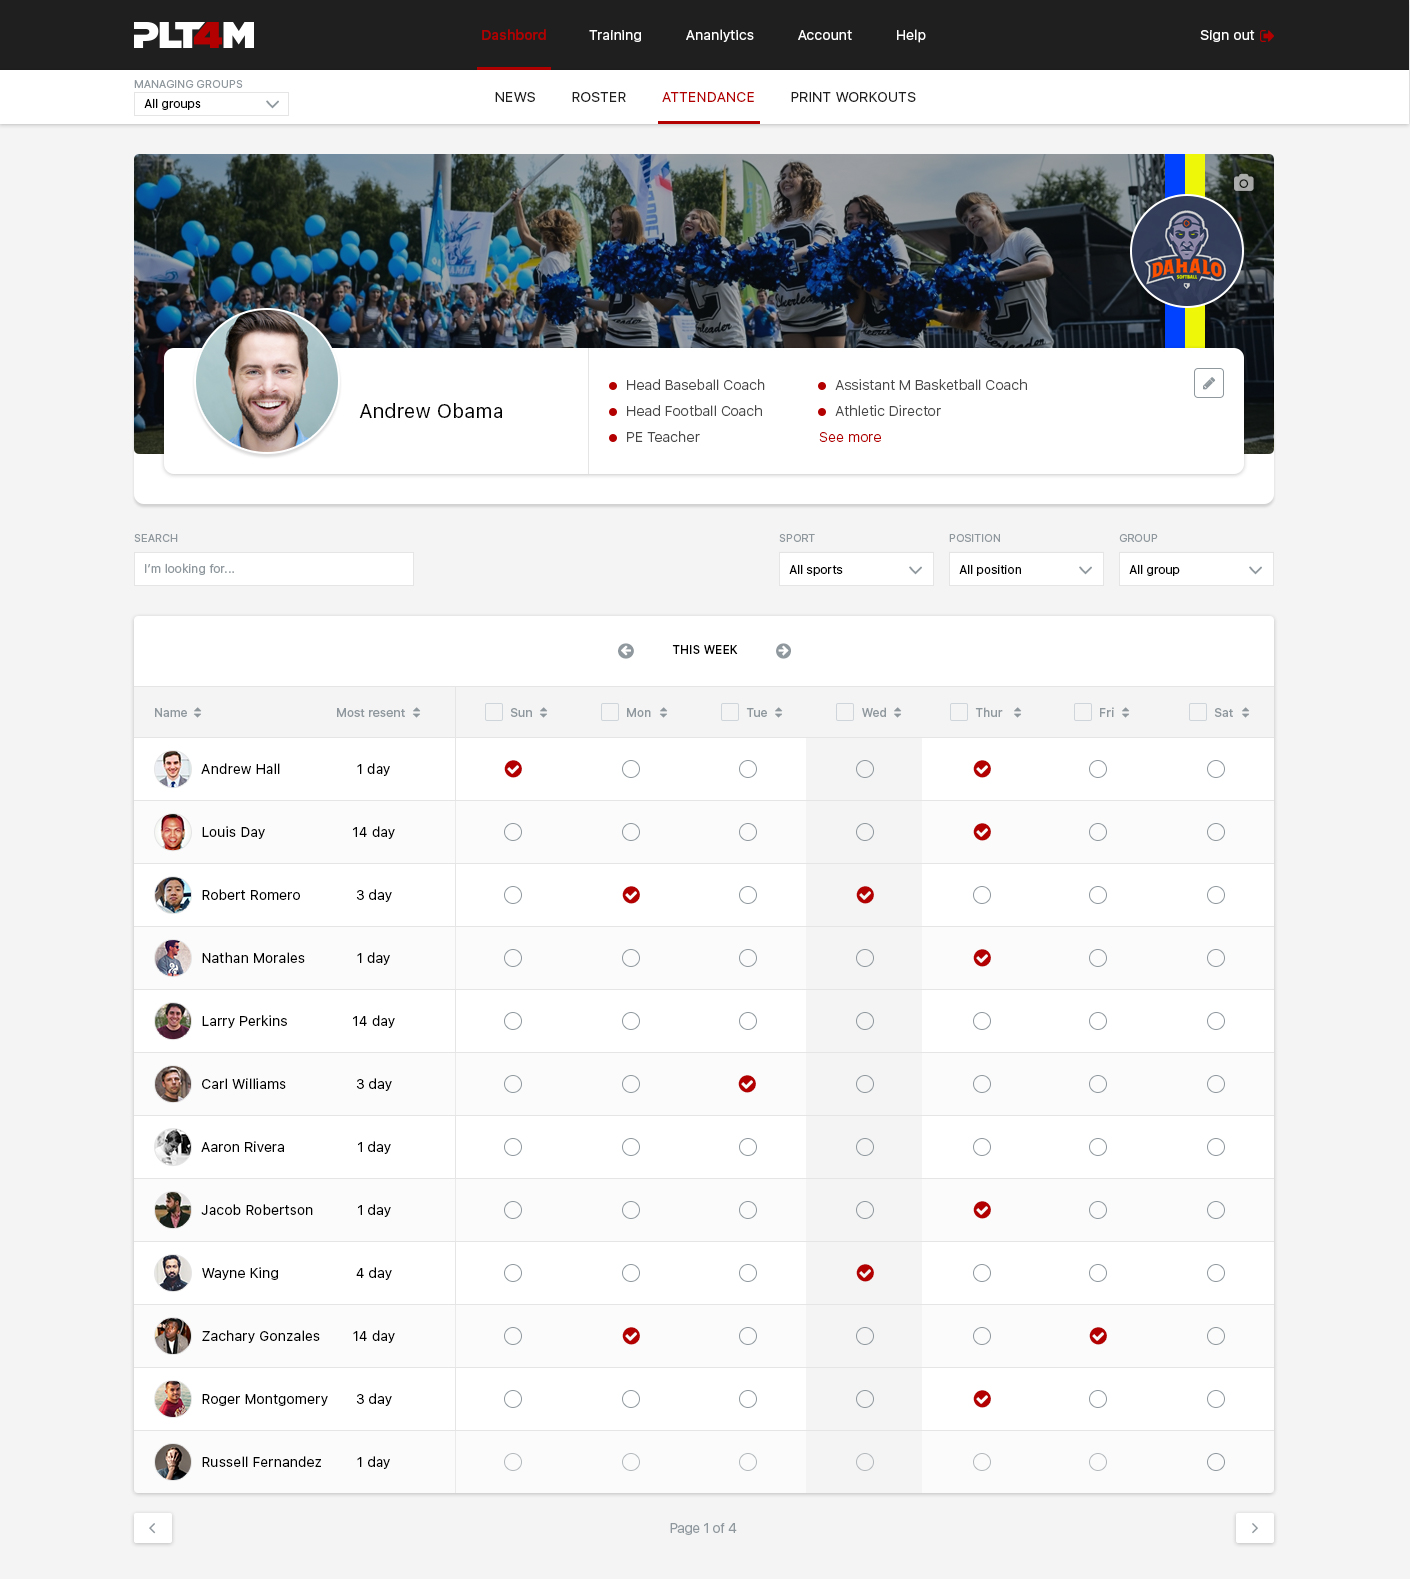 PLT4M
Dashbord Training Ananlytics Account Help Sign out
MANAGING GROUPS
All groups
NEWS ROSTER ATTENDANCE PRINT WORKOUTS
DAHALO
SOFTBALL
Cheerleader
Andrew Obama
Head Baseball Coach
Head Football Coach
PE Teacher
Assistant M Basketball Coach
Athletic Director
See more
SEARCH
I'm looking for...
SPORT
All sports
POSITION
All position
GROUP
All group
THIS WEEK
Name Most resent Sun Mon Tue Wed Thur Fri Sat
Andrew Hall 1 day
Louis Day 14 day
Robert Romero 3 day
Nathan Morales 1 day
Larry Perkins 14 day
Carl Williams 3 day
Aaron Rivera 1 day
Jacob Robertson 1 day
Wayne King 4 day
Zachary Gonzales 14 day
Roger Montgomery 3 day
Russell Fernandez 1 day
Page 1 of 4